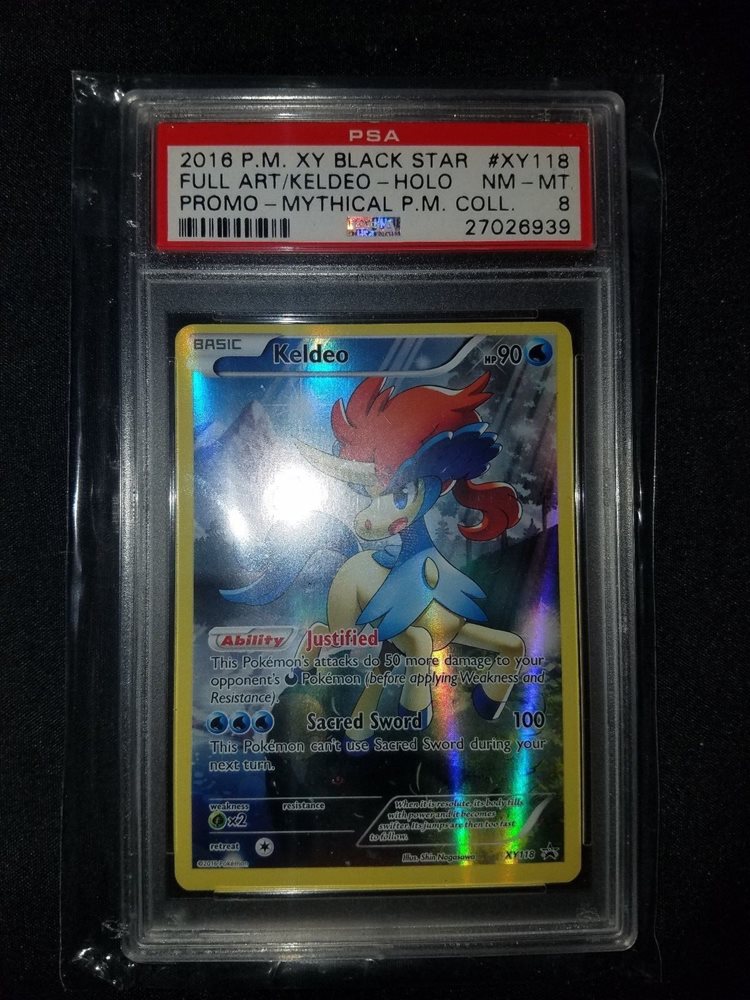 PSA
2016 P.M. XY BLACK STAR #XY118
FULL ART/KELDEO - HOLO NM - MT
PROMO - MYTHICAL P.M. COLL. 8
27026939
BASIC Keldeo HP 90
Ability Justified
This Pokémon's attacks do 50 more damage to your
opponent's Pokémon (before applying Weakness and
Resistance).
Sacred Sword 100
This Pokémon can't use Sacred Sword during your
next turn.
weakness resistance
×2
retreat
When it is resolute, its body fills
with power and it becomes
swifter. Its jumps are then too fast
to follow.
Illus. Shin Nagasawa XY118
©2016 Pokémon